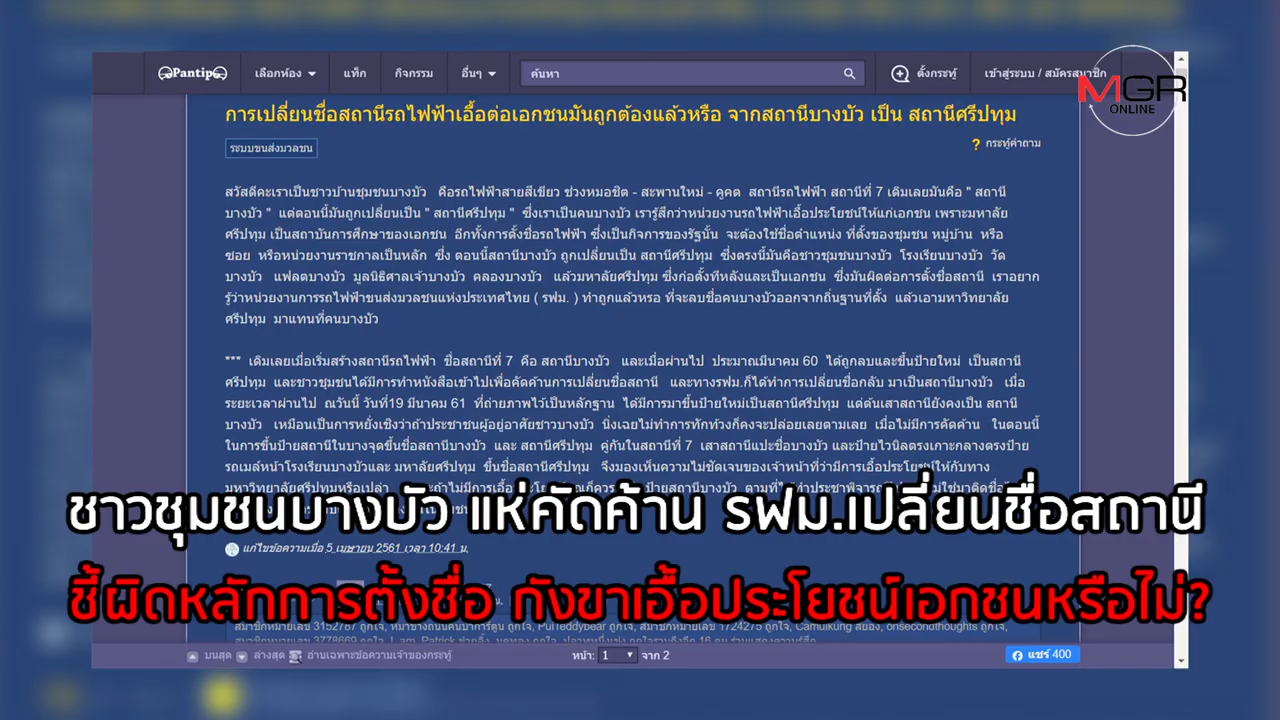 Pantip
เลือกห้อง
แท็ก
กิจกรรม
อื่นๆ
ค้นหา
ตั้งกระทู้
เข้าสู่ระบบ / สมัครสมาชิก
MGR
ONLINE
การเปลี่ยนชื่อสถานีรถไฟฟ้าเอื้อต่อเอกชนมันถูกต้องแล้วหรือ จากสถานีบางบัว เป็น สถานีศรีปทุม
ระบบขนส่งมวลชน
? กระทู้คำถาม
สวัสดีคะเราเป็นชาวบ้านชุมชนบางบัว คือรถไฟฟ้าสายสีเขียว ช่วงหมอชิต - สะพานใหม่ - คูคต สถานีรถไฟฟ้า สถานีที่ 7 เดิมเลยมันคือ " สถานี
บางบัว " แต่ตอนนี้มันถูกเปลี่ยนเป็น " สถานีศรีปทุม " ซึ่งเราเป็นคนบางบัว เรารู้สึกว่าหน่วยงานรถไฟฟ้าเอื้อประโยชน์ให้แก่เอกชน เพราะมหาลัย
ศรีปทุม เป็นสถาบันการศึกษาของเอกชน อีกทั้งการตั้งชื่อรถไฟฟ้า ซึ่งเป็นกิจการของรัฐนั้น จะต้องใช้ชื่อตำแหน่ง ที่ตั้งของชุมชน หมู่บ้าน หรือ
ซอย หรือหน่วยงานราชกาลเป็นหลัก ซึ่ง ตอนนี้สถานีบางบัว ถูกเปลี่ยนเป็น สถานีศรีปทุม ซึ่งตรงนี้มันคือชาวชุมชนบางบัว โรงเรียนบางบัว วัด
บางบัว แฟลตบางบัว มูลนิธิศาลเจ้าบางบัว คลองบางบัว แล้วมหาลัยศรีปทุม ซึ่งก่อตั้งทีหลังและเป็นเอกชน ซึ่งมันผิดต่อการตั้งชื่อสถานี เราอยาก
รู้ว่าหน่วยงานการรถไฟฟ้าขนส่งมวลชนแห่งประเทศไทย ( รฟม. ) ทำถูกแล้วหรอ ที่จะลบชื่อคนบางบัวออกจากถิ่นฐานที่ตั้ง แล้วเอามหาวิทยาลัย
ศรีปทุม มาแทนที่คนบางบัว
*** เดิมเลยเมื่อเริ่มสร้างสถานีรถไฟฟ้า ชื่อสถานีที่ 7 คือ สถานีบางบัว และเมื่อผ่านไป ประมาณมีนาคม 60 ได้ถูกลบและขึ้นป้ายใหม่ เป็นสถานี
ศรีปทุม และชาวชุมชนได้มีการทำหนังสือเข้าไปเพื่อคัดค้านการเปลี่ยนชื่อสถานี และทางรฟม.ก็ได้ทำการเปลี่ยนชื่อกลับ มาเป็นสถานีบางบัว เมื่อ
ระยะเวลาผ่านไป ณวันนี้ วันที่19 มีนาคม 61 ที่ถ่ายภาพไว้เป็นหลักฐาน ได้มีการมาขึ้นป้ายใหม่เป็นสถานีศรีปทุม แต่ต้นเสาสถานียังคงเป็น สถานี
บางบัว เหมือนเป็นการหยั่งเชิงว่าถ้าประชาชนผู้อยู่อาศัยชาวบางบัว นิ่งเฉยไม่ทำการทักท้วงก็คงจะปล่อยเลยตามเลย เมื่อไม่มีการคัดค้าน ในตอนนี้
ในการขึ้นป้ายสถานีในบางจุดขึ้นชื่อสถานีบางบัว และ สถานีศรีปทุม คู่กันในสถานีที่ 7 เสาสถานีแปะชื่อบางบัว และป้ายไวนิลตรงเกาะกลางตรงป้าย
รถเมล์หน้าโรงเรียนบางบัวและ มหาลัยศรีปทุม ขึ้นชื่อสถานีศรีปทุม จึงมองเห็นความไม่ชัดเจนของเจ้าหน้าที่ว่ามีการเอื้อประโยชน์ให้กับทาง
มหาวิทยาลัยศรีปทุมหรือเปล่า
ชาวชุมชนบางบัว แห่คัดค้าน รฟม.เปลี่ยนชื่อสถานี
แก้ไขข้อความเมื่อ 5 เมษายน 2561 เวลา 10:41 น.
ชี้ผิดหลักการตั้งชื่อ กังขาเอื้อประโยชน์เอกชนหรือไม่?
บนสุด
ล่างสุด
อ่านเฉพาะข้อความเจ้าของกระทู้
หน้า: 1 จาก 2
แชร์ 400